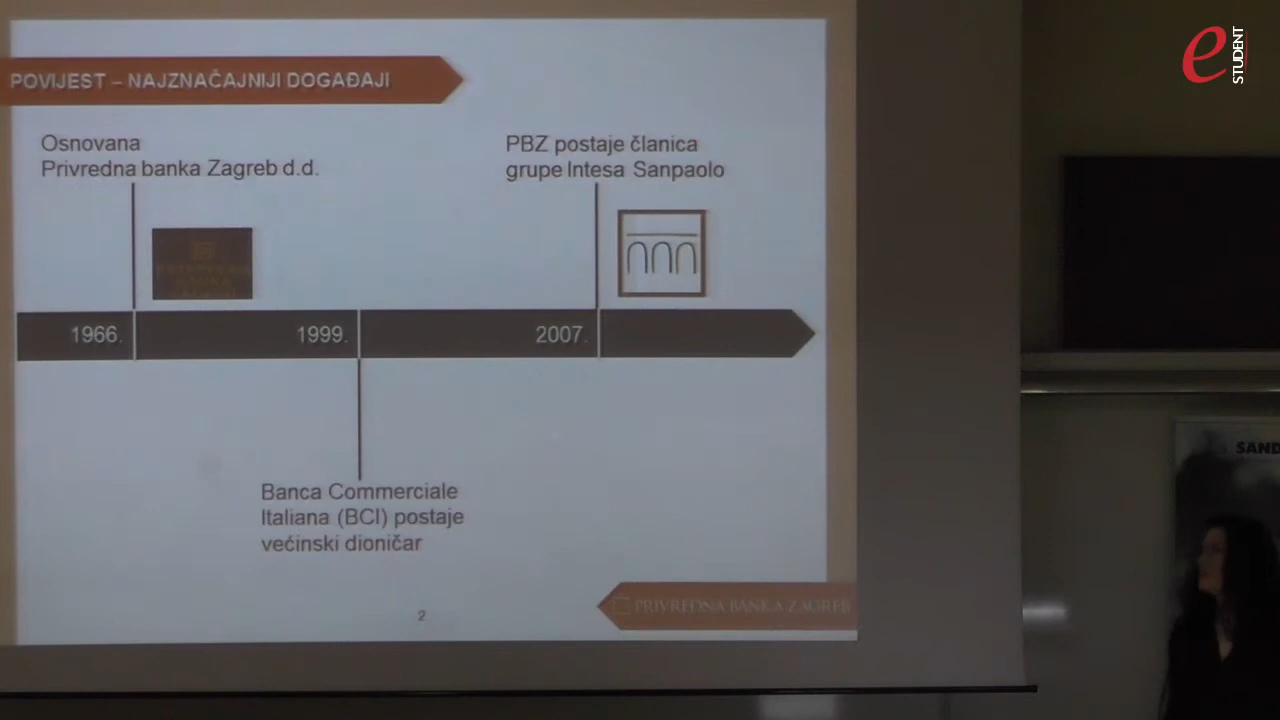 e
STUDENT
POVIJEST – NAJZNAČAJNIJI DOGAĐAJI
Osnovana
Privredna banka Zagreb d.d.
PBZ postaje članica
grupe Intesa Sanpaolo
1966.
1999.
2007.
Banca Commerciale
Italiana (BCI) postaje
većinski dioničar
2
PRIVREDNA BANKA ZAGREB
SAND